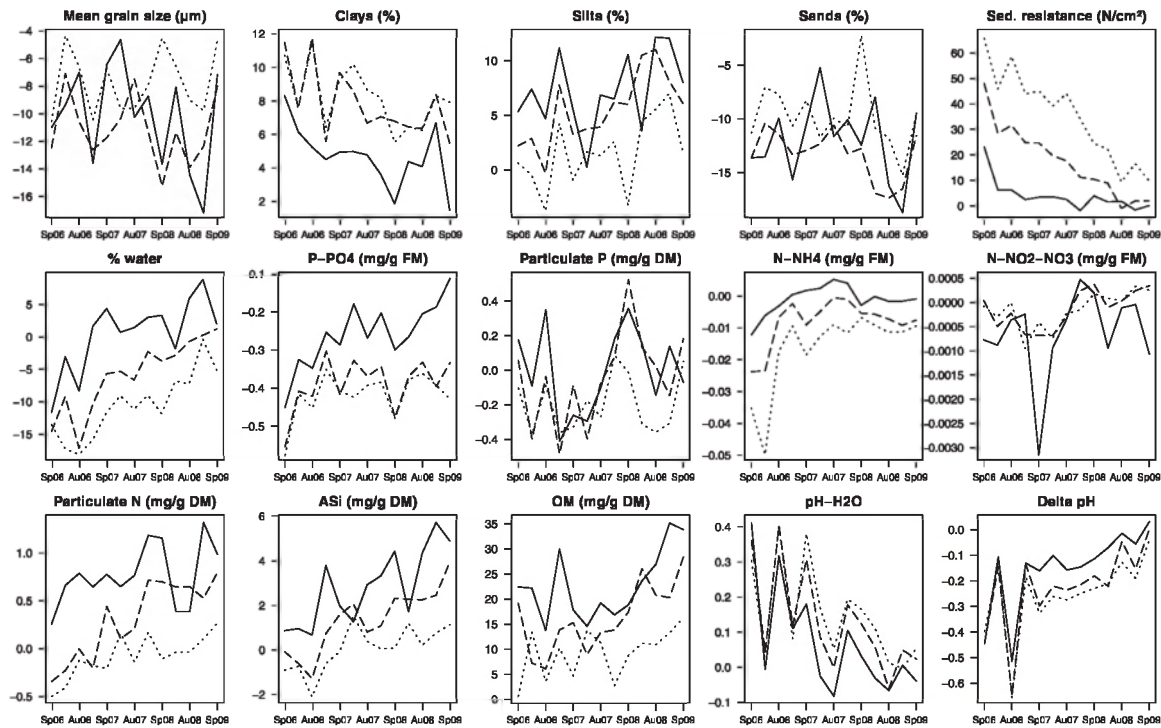 Mean grain size (µm)
Clays (%)
Silts (%)
Sands (%)
Sed. resistance (N/cm²)
−4
−6
−8
−10
−12
−14
−16
12
10
8
6
4
2
10
5
0
−5
−10
−15
60
50
40
30
20
10
0
Sp06 Au06 Sp07 Au07 Sp08 Au08 Sp09
Sp06 Au06 Sp07 Au07 Sp08 Au08 Sp09
Sp06 Au06 Sp07 Au07 Sp08 Au08 Sp09
Sp06 Au06 Sp07 Au07 Sp08 Au08 Sp09
Sp06 Au06 Sp07 Au07 Sp08 Au08 Sp09
% water
P−PO4 (mg/g FM)
Particulate P (mg/g DM)
N−NH4 (mg/g FM)
N−NO2−NO3 (mg/g FM)
5
0
−5
−10
−15
−0.1
−0.2
−0.3
−0.4
−0.5
0.4
0.2
0.0
−0.2
−0.4
0.00
−0.01
−0.02
−0.03
−0.04
−0.05
0.0005
0.0000
−0.0005
−0.0010
−0.0015
−0.0020
−0.0025
−0.0030
Sp06 Au06 Sp07 Au07 Sp08 Au08 Sp09
Sp06 Au06 Sp07 Au07 Sp08 Au08 Sp09
Sp06 Au06 Sp07 Au07 Sp08 Au08 Sp09
Sp06 Au06 Sp07 Au07 Sp08 Au08 Sp09
Sp06 Au06 Sp07 Au07 Sp08 Au08 Sp09
Particulate N (mg/g DM)
ASi (mg/g DM)
OM (mg/g DM)
pH−H2O
Delta pH
1.0
0.5
0.0
−0.5
6
4
2
0
−2
35
30
25
20
15
10
5
0
0.4
0.3
0.2
0.1
0.0
−0.1
0.0
−0.1
−0.2
−0.3
−0.4
−0.5
−0.6
Sp06 Au06 Sp07 Au07 Sp08 Au08 Sp09
Sp06 Au06 Sp07 Au07 Sp08 Au08 Sp09
Sp06 Au06 Sp07 Au07 Sp08 Au08 Sp09
Sp06 Au06 Sp07 Au07 Sp08 Au08 Sp09
Sp06 Au06 Sp07 Au07 Sp08 Au08 Sp09